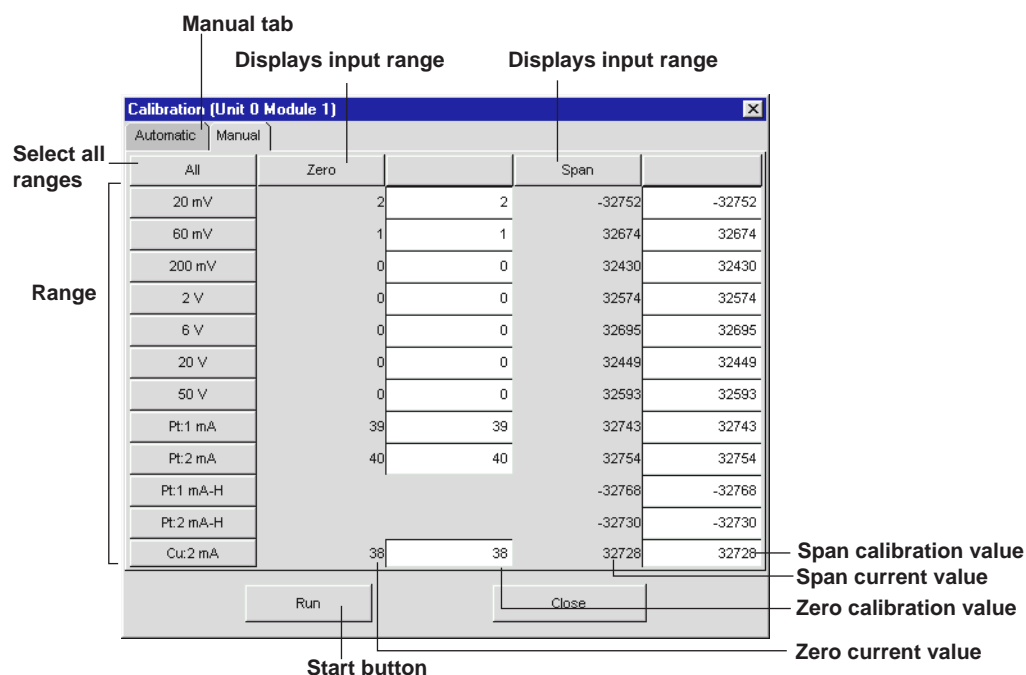 Manual tab
Displays input range Displays input range
Calibration (Unit 0 Module 1)
Automatic Manual
Select all
ranges
All Zero Span
Range
20 mV 2 2 -32752 -32752
60 mV 1 1 32674 32674
200 mV 0 0 32430 32430
2 V 0 0 32574 32574
6 V 0 0 32695 32695
20 V 0 0 32449 32449
50 V 0 0 32593 32593
Pt:1 mA 39 39 32743 32743
Pt:2 mA 40 40 32754 32754
Pt:1 mA-H -32768 -32768
Pt:2 mA-H -32730 -32730
Cu:2 mA 38 38 32728 32728
Span calibration value
Span current value
Run Close
Zero calibration value
Zero current value
Start button